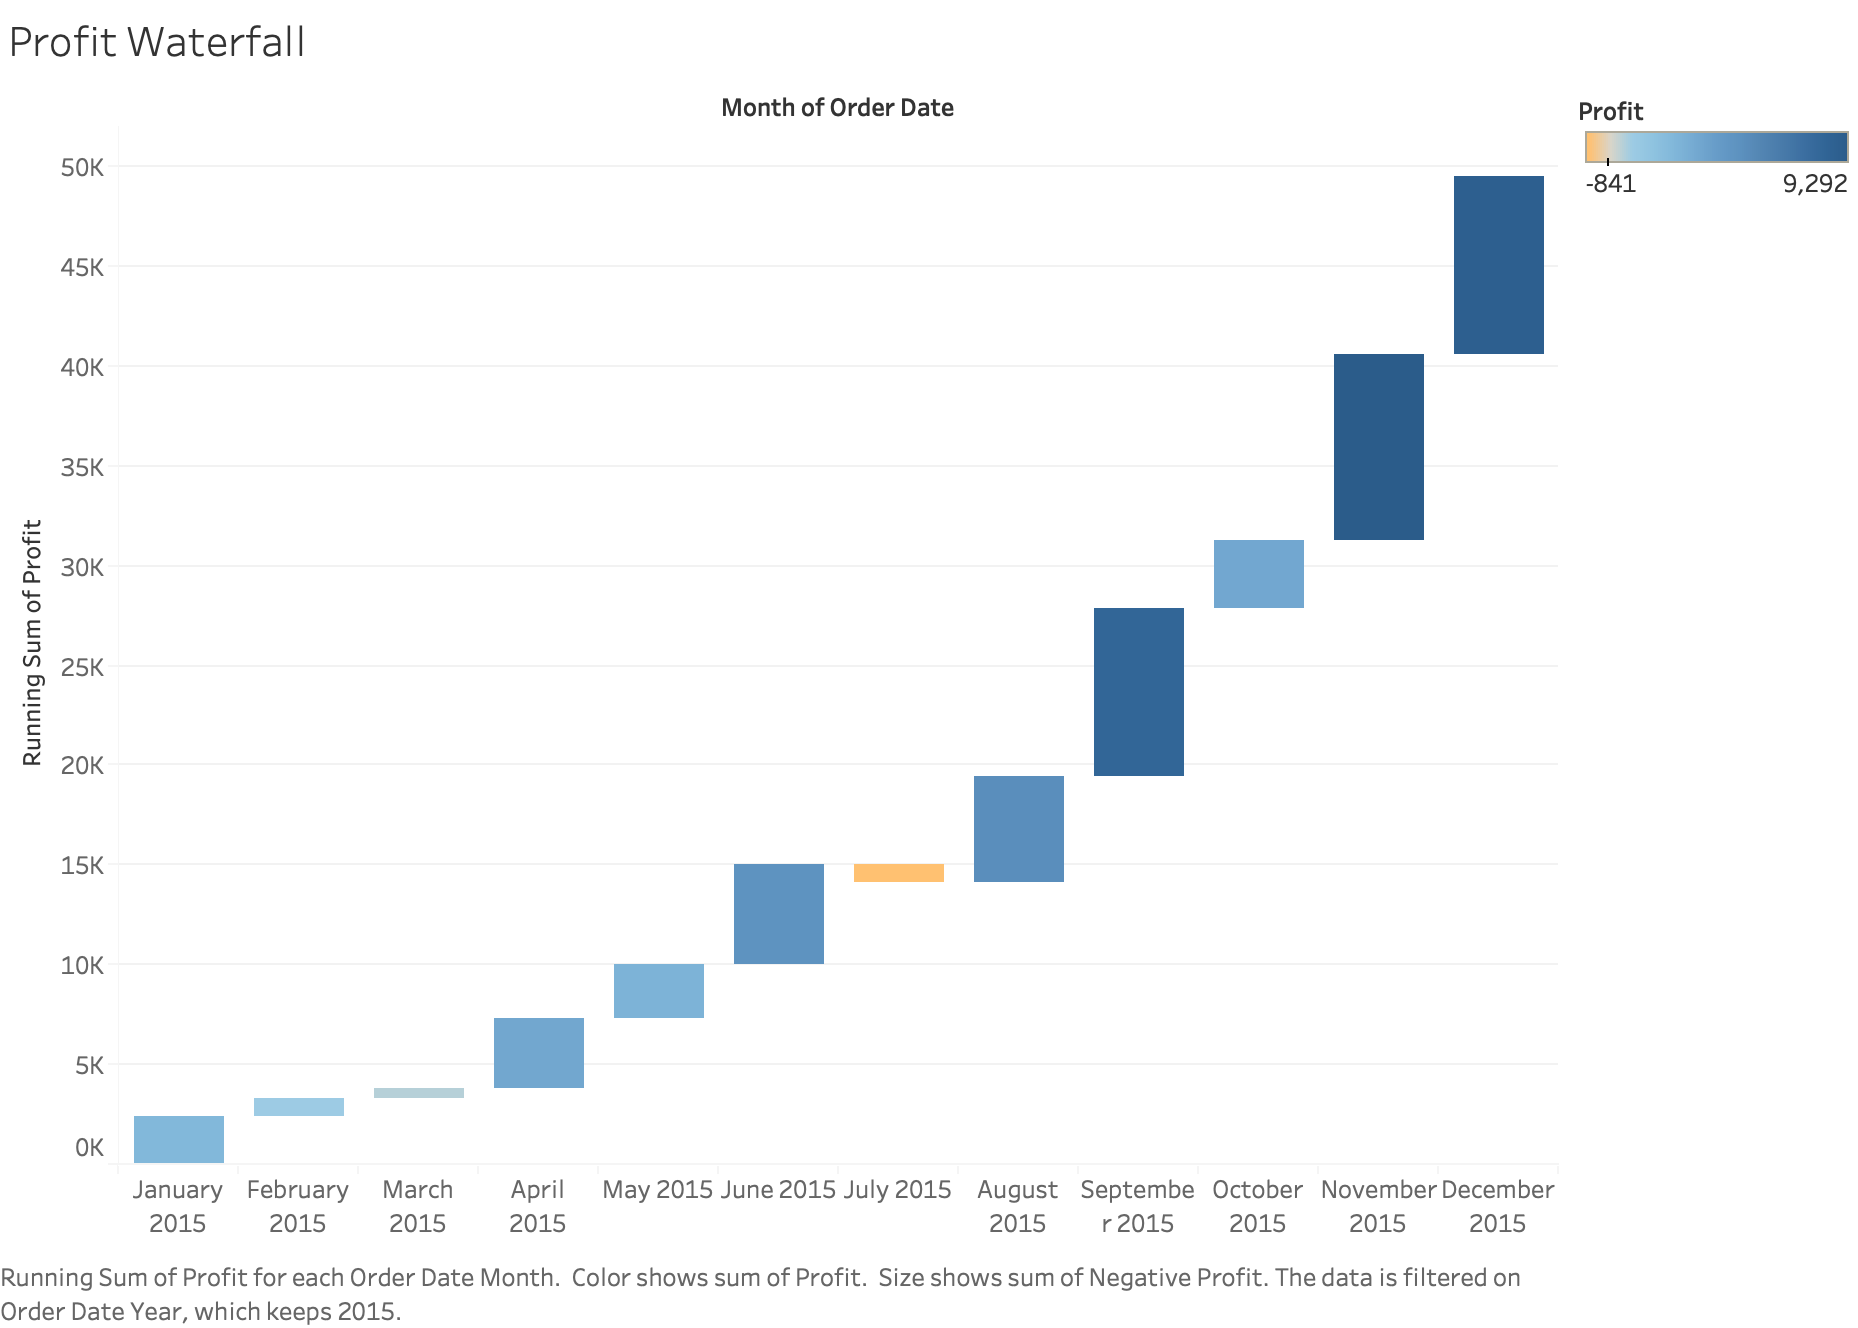 Profit Waterfall
Month of Order Date
Profit
-841 9,292
Running Sum of Profit
50K
45K
40K
35K
30K
25K
20K
15K
10K
5K
0K
January
2015
February
2015
March
2015
April
2015
May 2015
June 2015
July 2015
August
2015
Septembe
r 2015
October
2015
November
2015
December
2015
Running Sum of Profit for each Order Date Month.  Color shows sum of Profit.  Size shows sum of Negative Profit. The data is filtered on
Order Date Year, which keeps 2015.